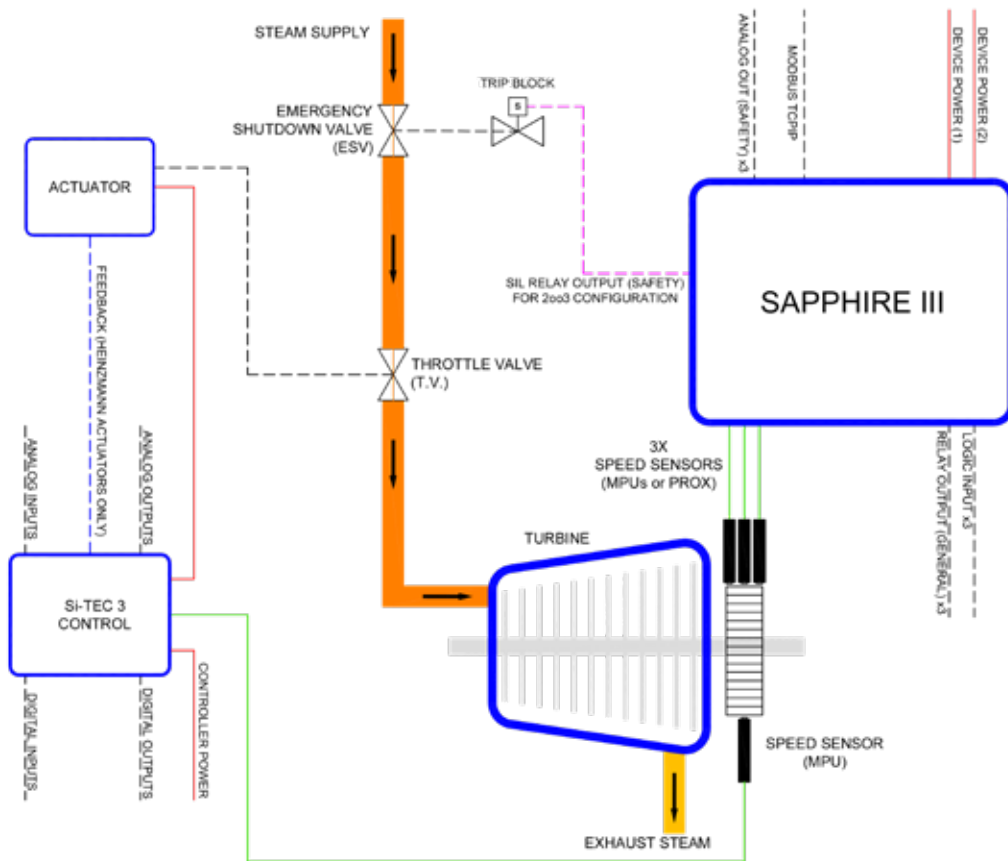 STEAM SUPPLY
TRIP BLOCK
S
EMERGENCY
SHUTDOWN VALVE
(ESV)
ANALOG OUT (SAFETY) x3
MODBUS TCPIP
DEVICE POWER (1)
DEVICE POWER (2)
ACTUATOR
SIL RELAY OUTPUT (SAFETY)
FOR 2oo3 CONFIGURATION
SAPPHIRE III
FEEDBACK (HEINZMANN ACTUATORS ONLY)
THROTTLE VALVE
(T.V.)
ANALOG INPUTS
ANALOG OUTPUTS
3X
SPEED SENSORS
(MPUs or PROX)
RELAY OUTPUT (GENERAL) x3
LOGIC INPUT x3
TURBINE
Si-TEC 3
CONTROL
DIGITAL INPUTS
DIGITAL OUTPUTS
CONTROLLER POWER
SPEED SENSOR
(MPU)
EXHAUST STEAM